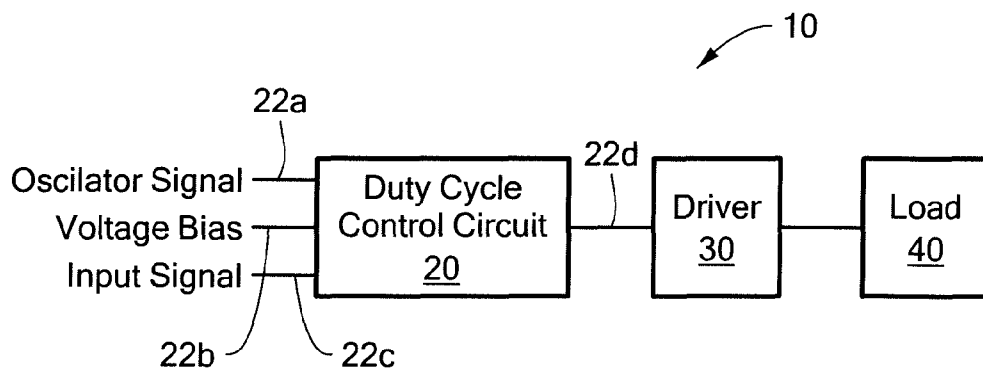 10
22a
Oscilator Signal
Voltage Bias
Input Signal
22b
22c
Duty Cycle
Control Circuit
20
22d
Driver
30
Load
40